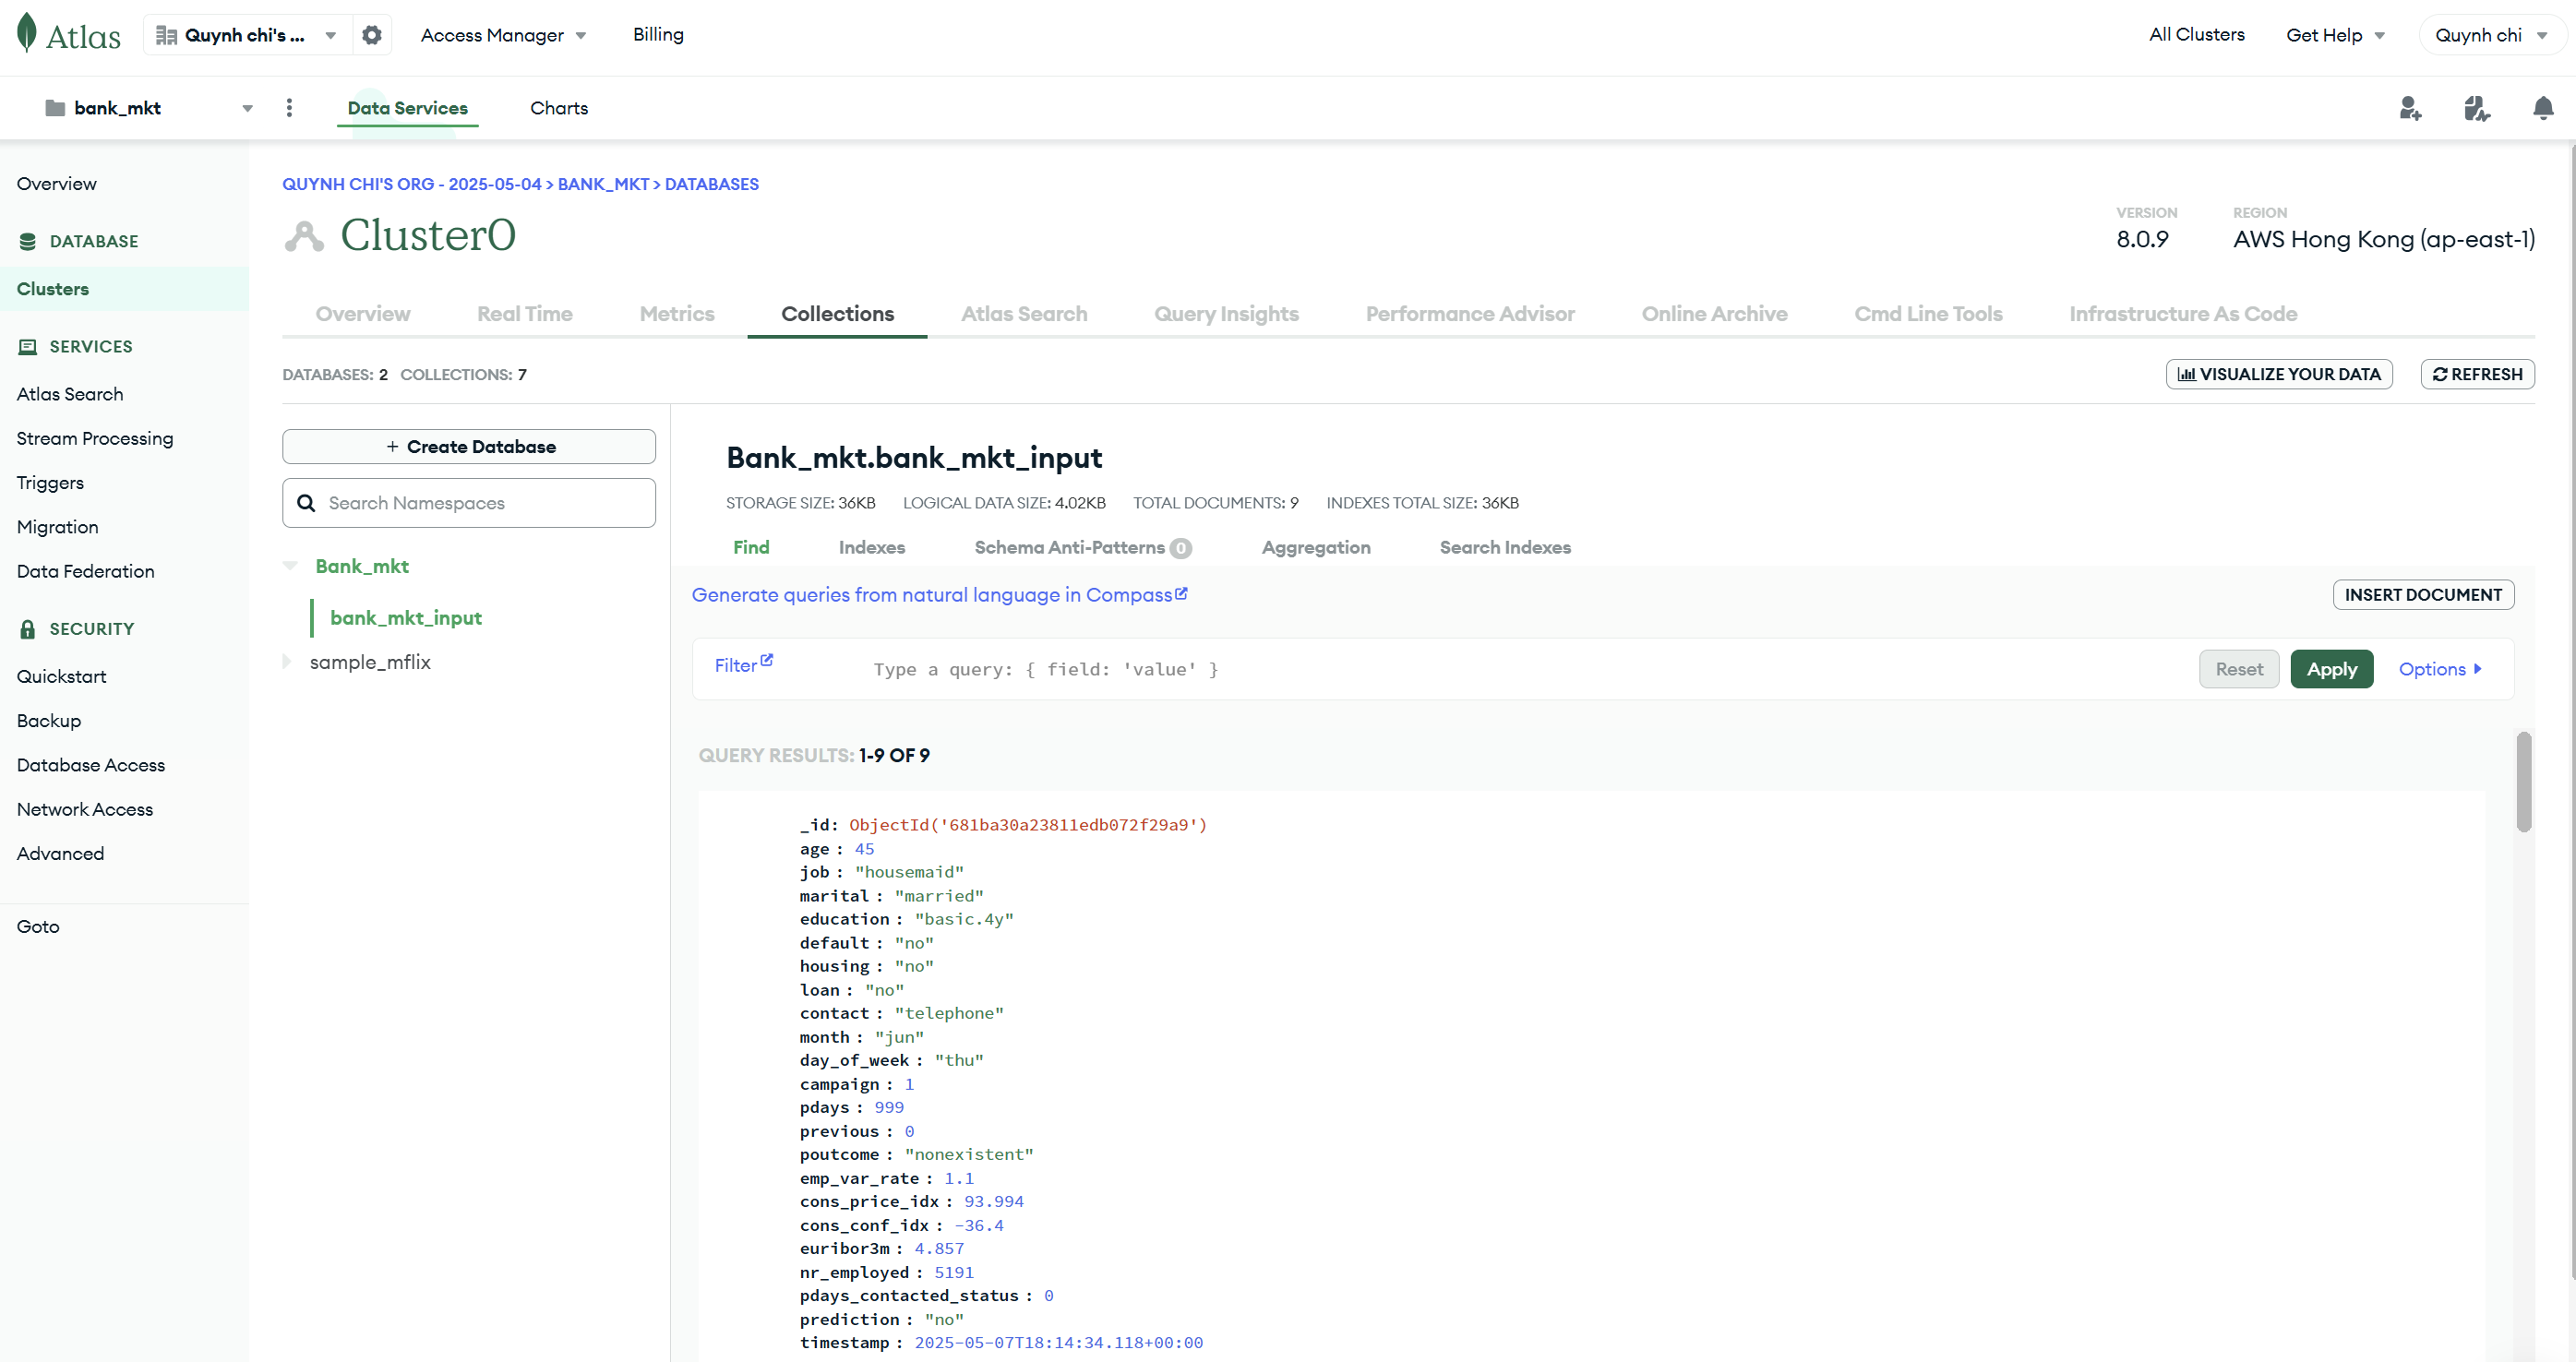 Atlas
Quynh chi's ...
Access Manager
Billing
All Clusters
Get Help
Quynh chi
bank_mkt
Data Services
Charts
Overview
DATABASE
Clusters
SERVICES
Atlas Search
Stream Processing
Triggers
Migration
Data Federation
SECURITY
Quickstart
Backup
Database Access
Network Access
Advanced
Goto
QUYNH CHI'S ORG - 2025-05-04 > BANK_MKT > DATABASES
Cluster0
VERSION
8.0.9
REGION
AWS Hong Kong (ap-east-1)
Overview
Real Time
Metrics
Collections
Atlas Search
Query Insights
Performance Advisor
Online Archive
Cmd Line Tools
Infrastructure As Code
DATABASES: 2 COLLECTIONS: 7
VISUALIZE YOUR DATA
REFRESH
+ Create Database
Search Namespaces
Bank_mkt
bank_mkt_input
sample_mflix
Bank_mkt.bank_mkt_input
STORAGE SIZE: 36KB LOGICAL DATA SIZE: 4.02KB TOTAL DOCUMENTS: 9 INDEXES TOTAL SIZE: 36KB
Find
Indexes
Schema Anti-Patterns 0
Aggregation
Search Indexes
Generate queries from natural language in Compass
INSERT DOCUMENT
Filter
Type a query: { field: 'value' }
Reset
Apply
Options
QUERY RESULTS: 1-9 OF 9
_id: ObjectId('681ba30a23811edb072f29a9')
age : 45
job : "housemaid"
marital : "married"
education : "basic.4y"
default : "no"
housing : "no"
loan : "no"
contact : "telephone"
month : "jun"
day_of_week : "thu"
campaign : 1
pdays : 999
previous : 0
poutcome : "nonexistent"
emp_var_rate : 1.1
cons_price_idx : 93.994
cons_conf_idx : -36.4
euribor3m : 4.857
nr_employed : 5191
pdays_contacted_status : 0
prediction : "no"
timestamp : 2025-05-07T18:14:34.118+00:00